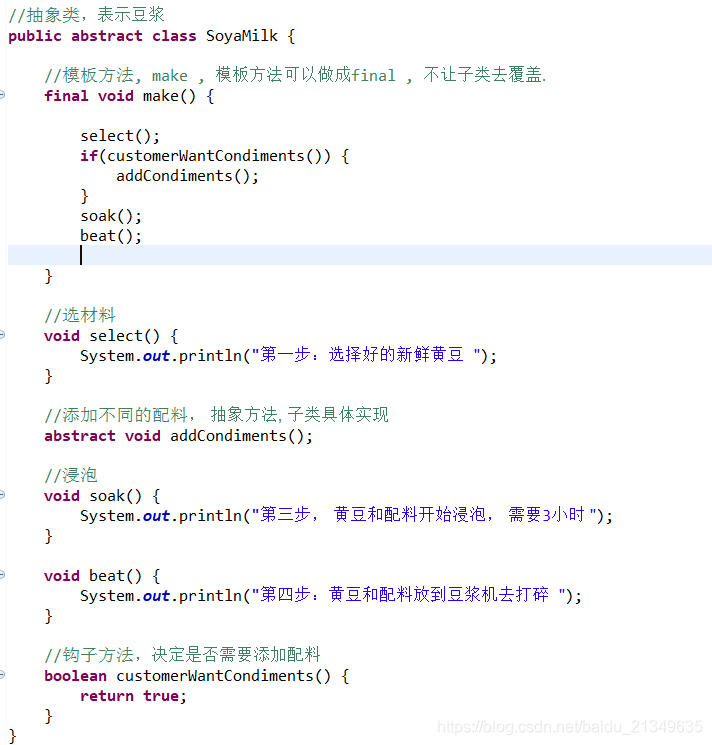 //抽象类，表示豆浆
public abstract class SoyaMilk {
//模板方法, make , 模板方法可以做成final , 不让子类去覆盖.
final void make() {
select();
if(customerWantCondiments()) {
addCondiments();
}
soak();
beat();
}
//选材料
void select() {
System.out.println("第一步：选择好的新鲜黄豆 ");
}
//添加不同的配料， 抽象方法, 子类具体实现
abstract void addCondiments();
//浸泡
void soak() {
System.out.println("第三步， 黄豆和配料开始浸泡， 需要3小时 ");
}
void beat() {
System.out.println("第四步：黄豆和配料放到豆浆机去打碎 ");
}
//钩子方法，决定是否需要添加配料
boolean customerWantCondiments() {
return true;
}
}
https://blog.csdn.net/baidu_21349635